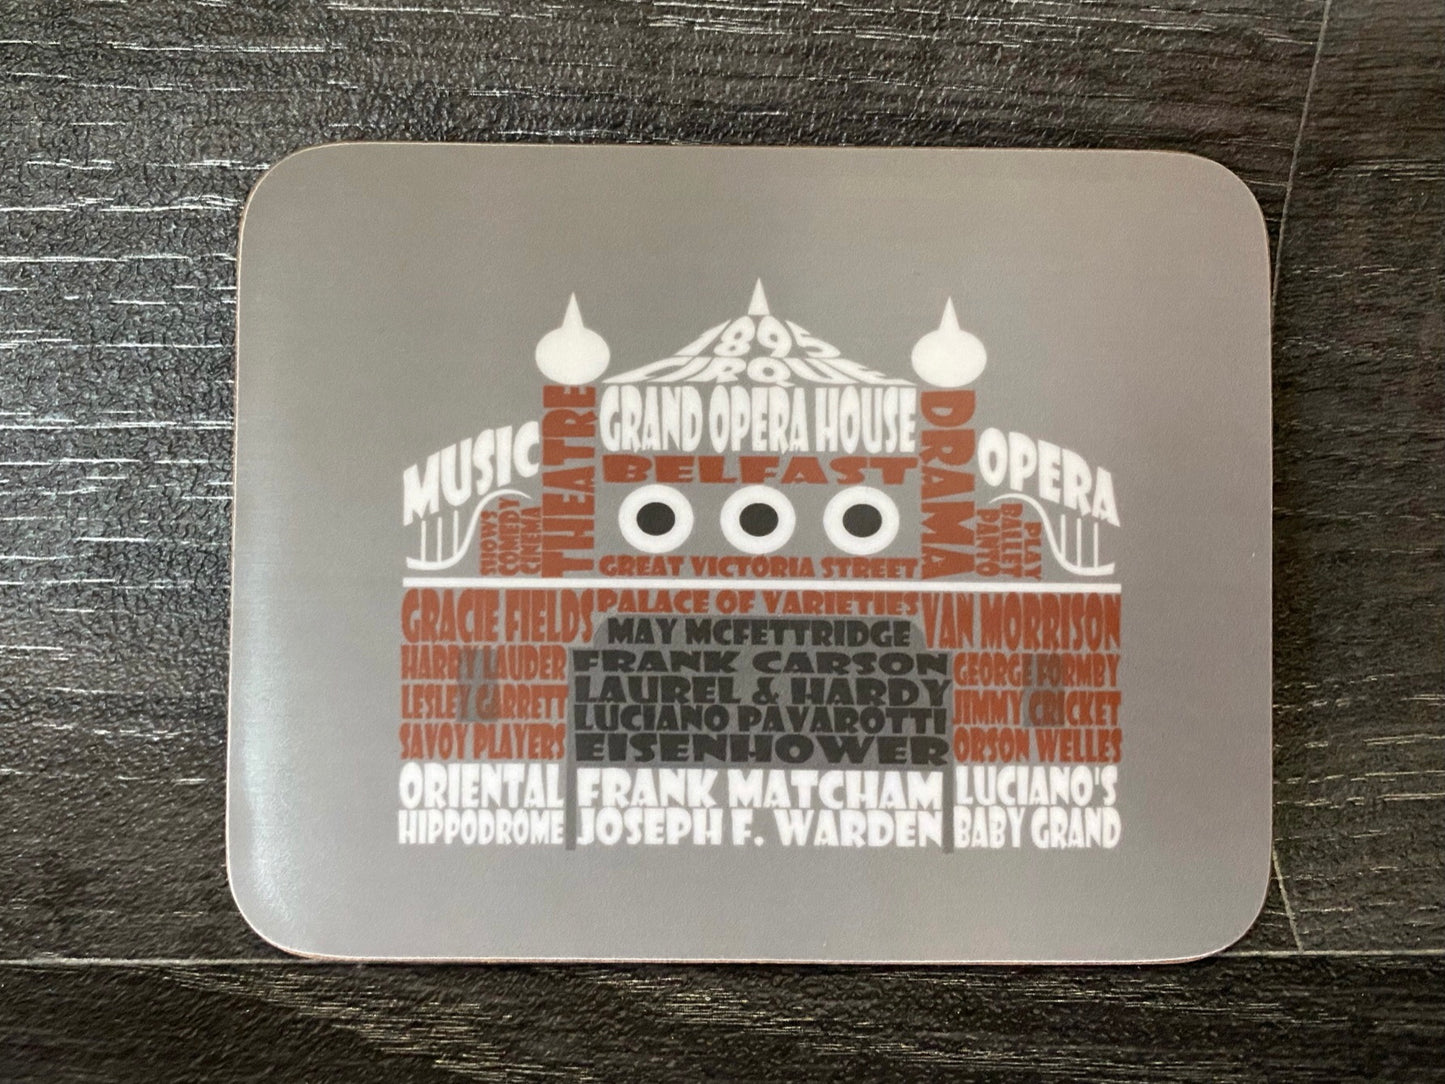 1895
CIRQUE
GRAND OPERA HOUSE
BELFAST
MUSIC
SHOWS
COMEDY
CINEMA
THEATRE
DRAMA
OPERA
PANTO
BALLET
PLAY
GREAT VICTORIA STREET
PALACE OF VARIETIES
GRACIE FIELDS
HARRY LAUDER
LESLEY GARRETT
SAVOY PLAYERS
MAY MCFETTRIDGE
FRANK CARSON
LAUREL & HARDY
LUCIANO PAVAROTTI
EISENHOWER
VAN MORRISON
GEORGE FORMBY
JIMMY CRICKET
ORSON WELLES
ORIENTAL
HIPPODROME
FRANK MATCHAM
JOSEPH F. WARDEN
LUCIANO'S
BABY GRAND